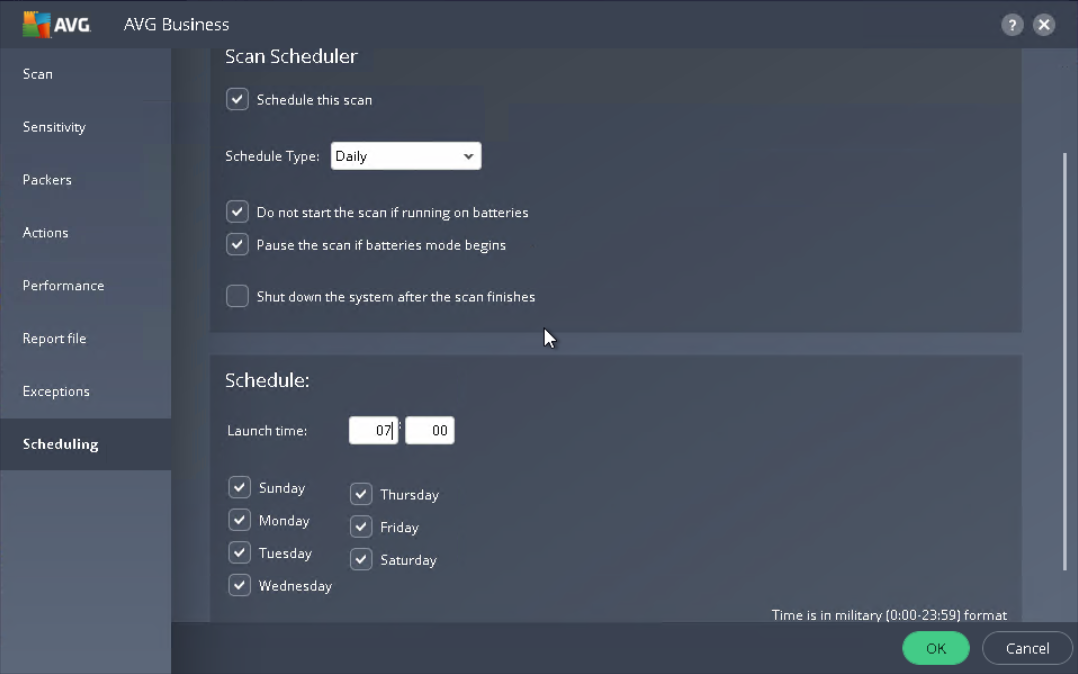 AVG AVG Business ?
Scan
Sensitivity
Packers
Actions
Performance
Report file
Exceptions
Scheduling
Scan Scheduler
Schedule this scan
Schedule Type: Daily
Do not start the scan if running on batteries
Pause the scan if batteries mode begins
Shut down the system after the scan finishes
Schedule:
Launch time: 07 : 00
Sunday
Monday
Tuesday
Wednesday
Thursday
Friday
Saturday
Time is in military (0:00-23:59) format
OK Cancel